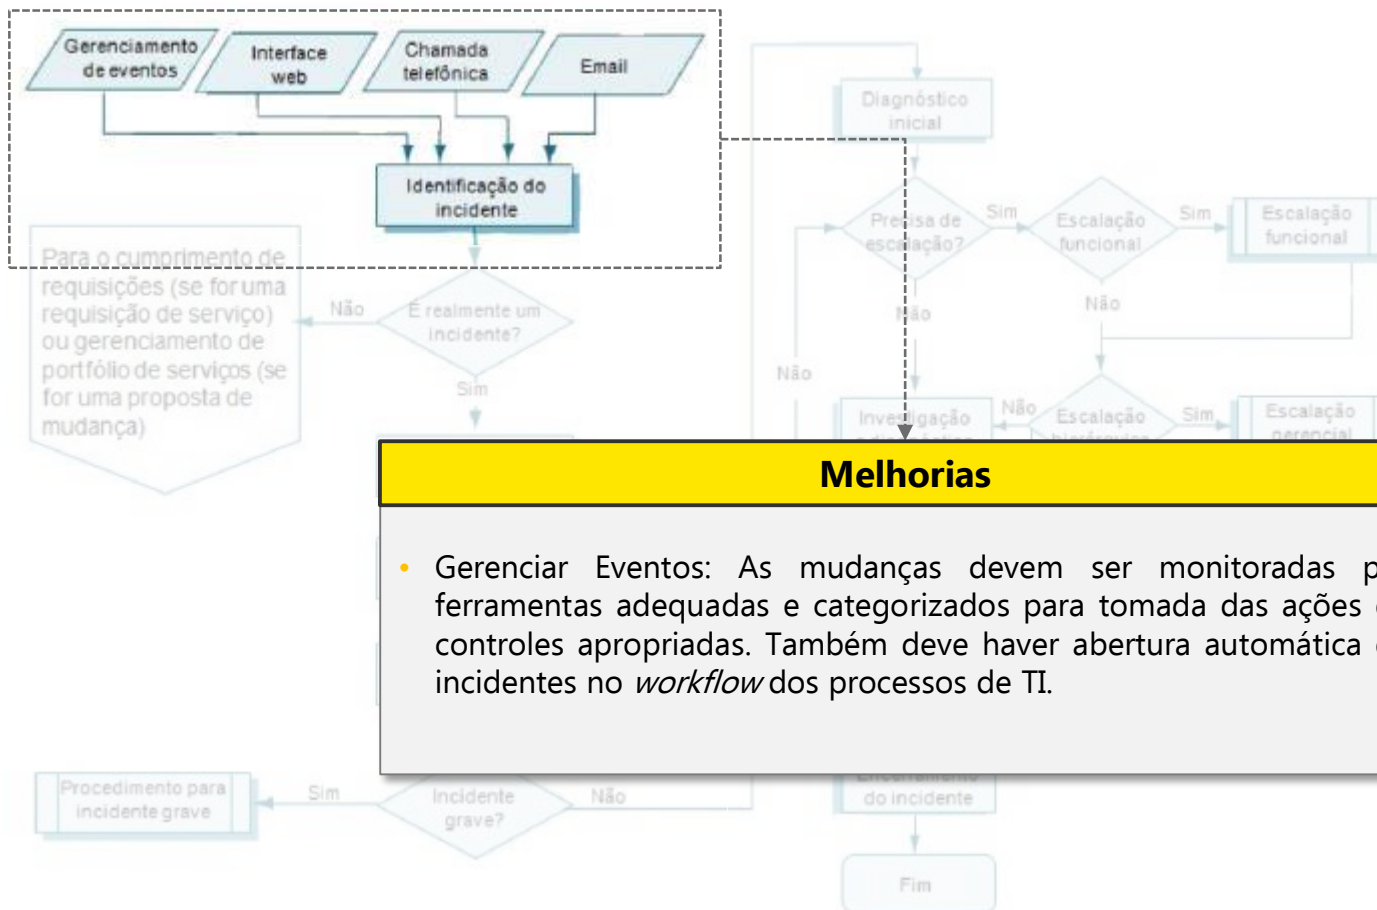 Gerenciamento
de eventos
Interface
web
Chamada
telefônica
Email
Identificação do
incidente
Para o cumprimento de
requisições (se for uma
requisição de serviço)
ou gerenciamento de
portfólio de serviços (se
for uma proposta de
mudança)
Não
É realmente um
incidente?
Sim
Diagnóstico
inicial
Precisa de
escalação?
Sim
Escalação
funcional
Sim
Escalação
funcional
Não
Não
Não
Investigação
Não
Escalação
Sim
Escalação
gerencial
Melhorias
• Gerenciar Eventos: As mudanças devem ser monitoradas
ferramentas adequadas e categorizados para tomada das ações
controles apropriadas. Também deve haver abertura automática
incidentes no workflow dos processos de TI.
Procedimento para
incidente grave
Sim
Incidente
grave?
Não
Encerramento
do incidente
Fim